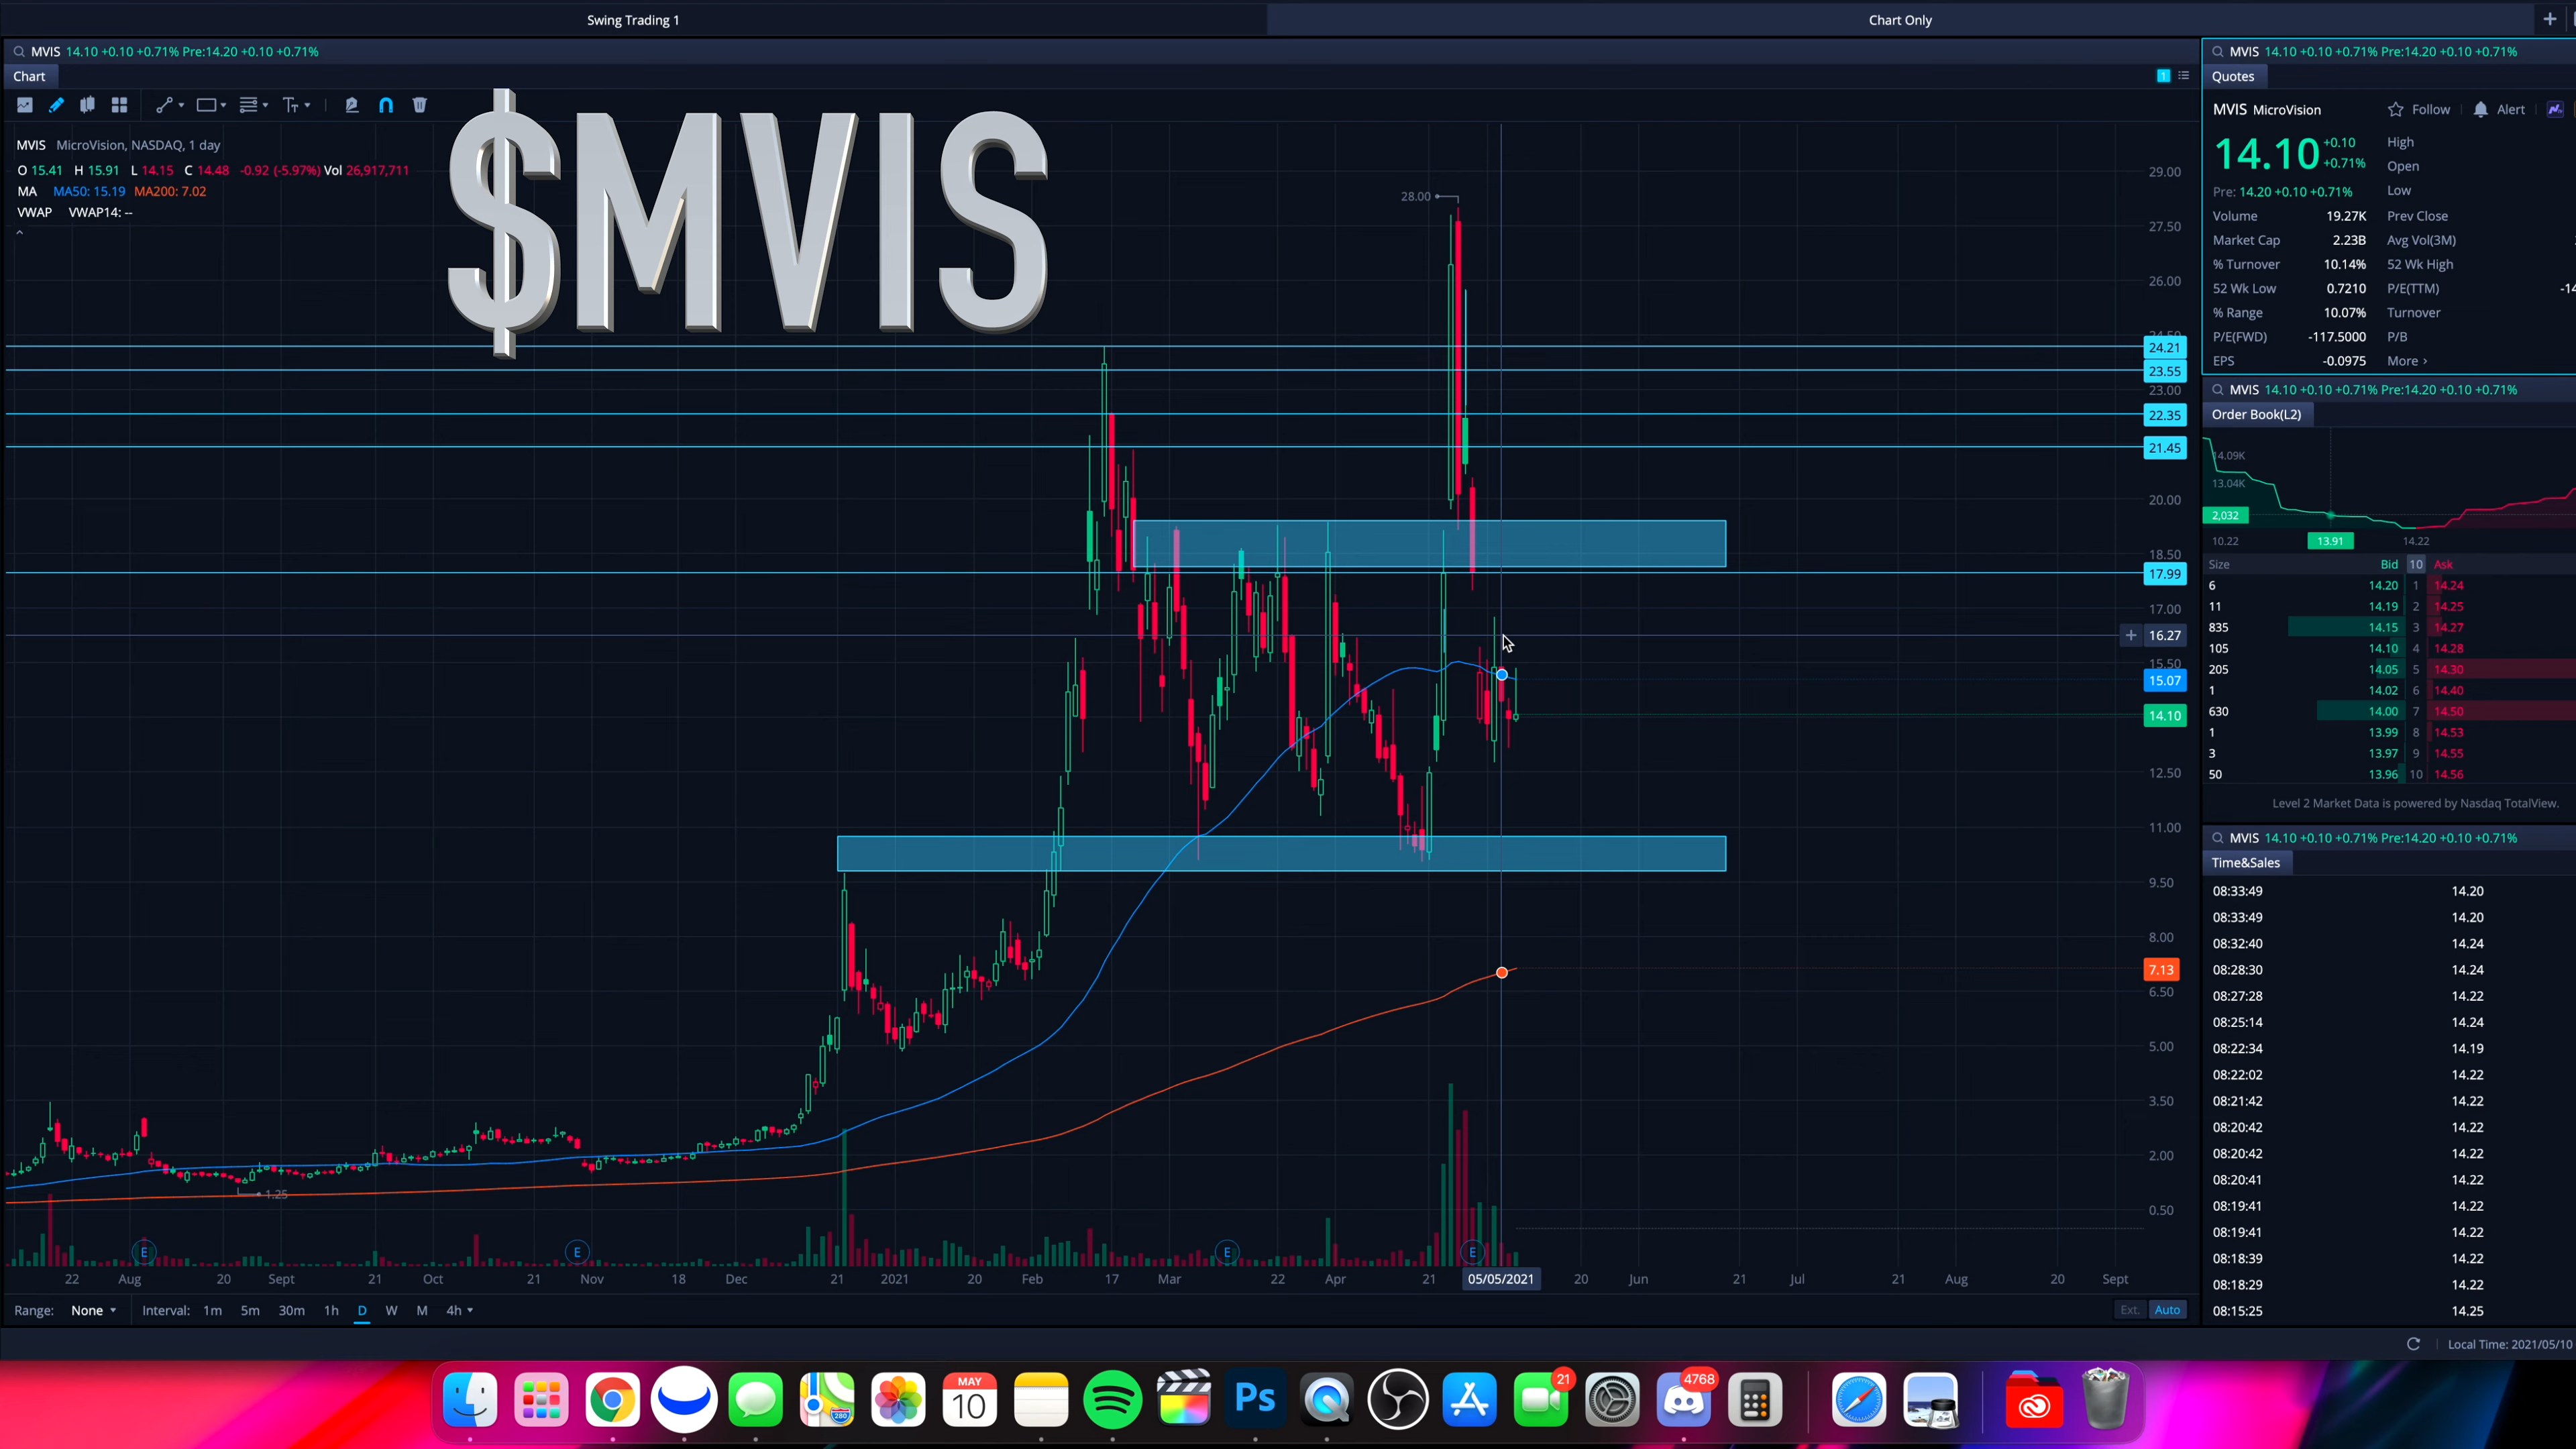 Swing Trading 1
Chart Only
MVIS 14.10 +0.10 +0.71% Pre:14.20 +0.10 +0.71%
Chart
1
$MVIS
MVIS MicroVision, NASDAQ, 1 day
O 15.41 H 15.91 L 14.15 C 14.48 -0.92 (-5.97%) Vol 26,917,711
MA MA50: 15.19 MA200: 7.02
VWAP VWAP14: --
28.00
1.25
29.00
27.50
26.00
24.50
24.21
23.55
23.00
22.35
21.45
20.00
18.50
17.99
17.00
16.27
15.50
15.07
14.10
12.50
11.00
9.50
8.00
7.13
6.50
5.00
3.50
2.00
0.50
E E E E
22 Aug 20 Sept 21 Oct 21 Nov 18 Dec 21 2021 20 Feb 17 Mar 22 Apr 21 05/05/2021 20 Jun 21 Jul 21 Aug 20 Sept
Range: None Interval: 1m 5m 30m 1h D W M 4h
Ext. Auto
MVIS 14.10 +0.10 +0.71% Pre:14.20 +0.10 +0.71%
Quotes
MVIS MicroVision Follow Alert
14.10 +0.10 +0.71%
High
Open
Pre: 14.20 +0.10 +0.71% Low
Volume 19.27K Prev Close
Market Cap 2.23B Avg Vol(3M)
% Turnover 10.14% 52 Wk High
52 Wk Low 0.7210 P/E(TTM) -14
% Range 10.07% Turnover
P/E(FWD) -117.5000 P/B
EPS -0.0975 More >
MVIS 14.10 +0.10 +0.71% Pre:14.20 +0.10 +0.71%
Order Book(L2)
14.09K
13.04K
2,032
10.22 13.91 14.22
Size Bid 10 Ask
6 14.20 1 14.24
11 14.19 2 14.25
835 14.15 3 14.27
105 14.10 4 14.28
205 14.05 5 14.30
1 14.02 6 14.40
630 14.00 7 14.50
1 13.99 8 14.53
3 13.97 9 14.55
50 13.96 10 14.56
Level 2 Market Data is powered by Nasdaq TotalView.
MVIS 14.10 +0.10 +0.71% Pre:14.20 +0.10 +0.71%
Time&Sales
08:33:49 14.20
08:33:49 14.20
08:32:40 14.24
08:28:30 14.24
08:27:28 14.22
08:25:14 14.24
08:22:34 14.19
08:22:02 14.22
08:21:42 14.22
08:20:42 14.22
08:20:42 14.22
08:20:41 14.22
08:19:41 14.22
08:19:41 14.22
08:18:39 14.22
08:18:29 14.22
08:15:25 14.25
Local Time: 2021/05/10
280
MAY
10
Ps
21
4768